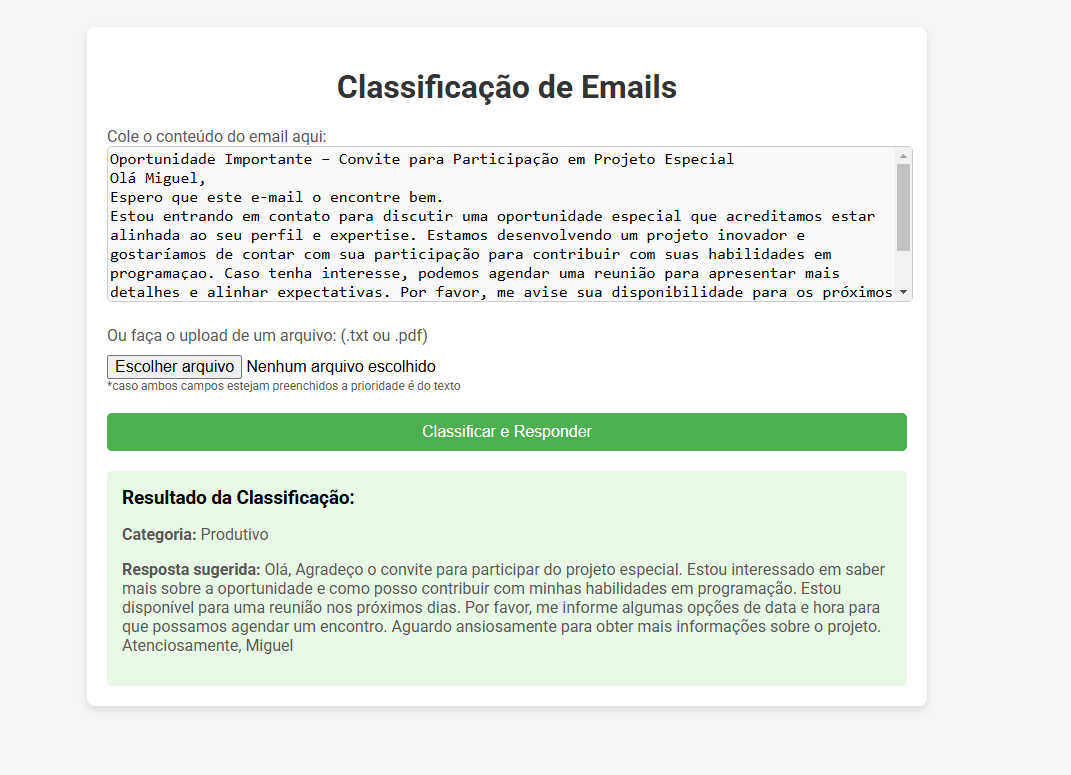 Classificação de Emails
Cole o conteúdo do email aqui:
Oportunidade Importante – Convite para Participação em Projeto Especial
Olá Miguel,
Espero que este e-mail o encontre bem.
Estou entrando em contato para discutir uma oportunidade especial que acreditamos estar
alinhada ao seu perfil e expertise. Estamos desenvolvendo um projeto inovador e
gostaríamos de contar com sua participação para contribuir com suas habilidades em
programaçao. Caso tenha interesse, podemos agendar uma reunião para apresentar mais
detalhes e alinhar expectativas. Por favor, me avise sua disponibilidade para os próximos
Ou faça o upload de um arquivo: (.txt ou .pdf)
Escolher arquivo Nenhum arquivo escolhido
*caso ambos campos estejam preenchidos a prioridade é do texto
Classificar e Responder
Resultado da Classificação:
Categoria: Produtivo
Resposta sugerida: Olá, Agradeço o convite para participar do projeto especial. Estou interessado em saber
mais sobre a oportunidade e como posso contribuir com minhas habilidades em programação. Estou
disponível para uma reunião nos próximos dias. Por favor, me informe algumas opções de data e hora para
que possamos agendar um encontro. Aguardo ansiosamente para obter mais informações sobre o projeto.
Atenciosamente, Miguel